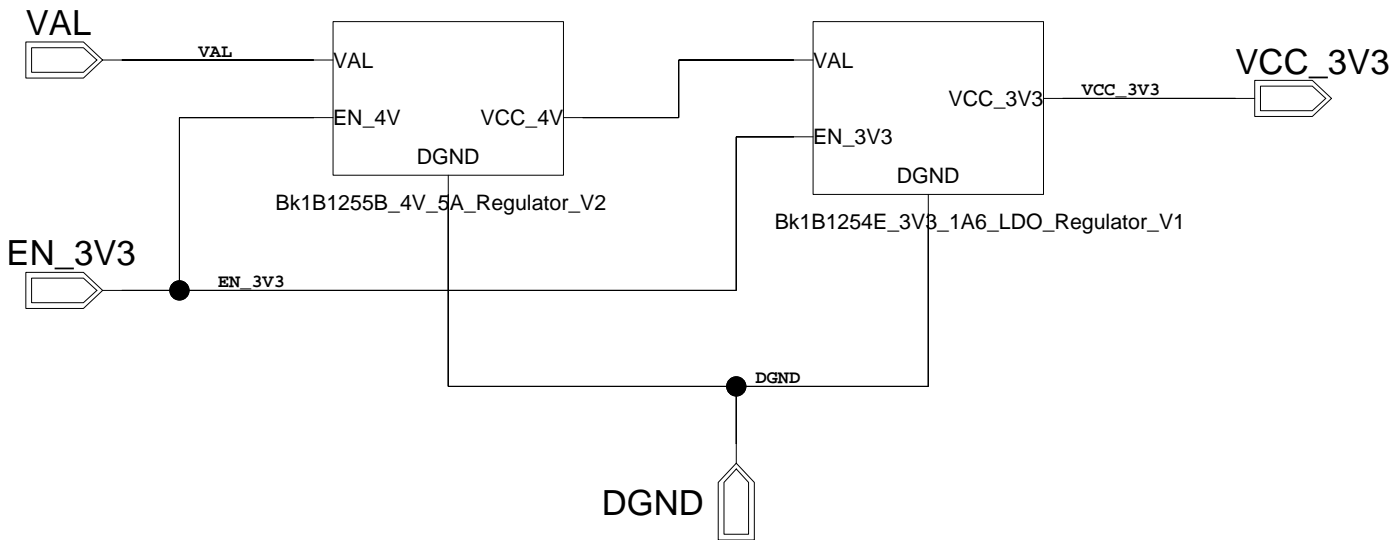 VAL
VAL
VAL
EN_4V
VCC_4V
DGND
Bk1B1255B_4V_5A_Regulator_V2
VAL
EN_3V3
VCC_3V3
DGND
Bk1B1254E_3V3_1A6_LDO_Regulator_V1
VCC_3V3
VCC_3V3
EN_3V3
EN_3V3
DGND
DGND